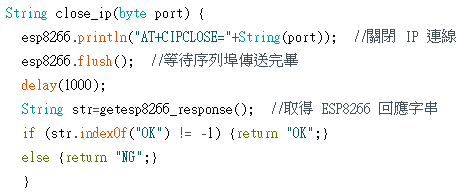 String close_ip(byte port) {
esp8266.println("AT+CIPCLOSE="+String(port));  //關閉 IP 連線
esp8266.flush();  //等待序列埠傳送完畢
delay(1000);
String str=getesp8266_response();  //取得 ESP8266 回應字串
if (str.indexOf("OK") != -1) {return "OK";}
else {return "NG";}
}